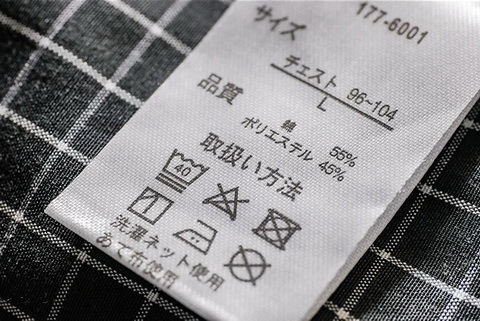 177-6001
サイズ
チェスト 96~104
L
品質
綿 55%
ポリエステル 45%
取扱い方法
40
洗濯ネット使用
あて布使用